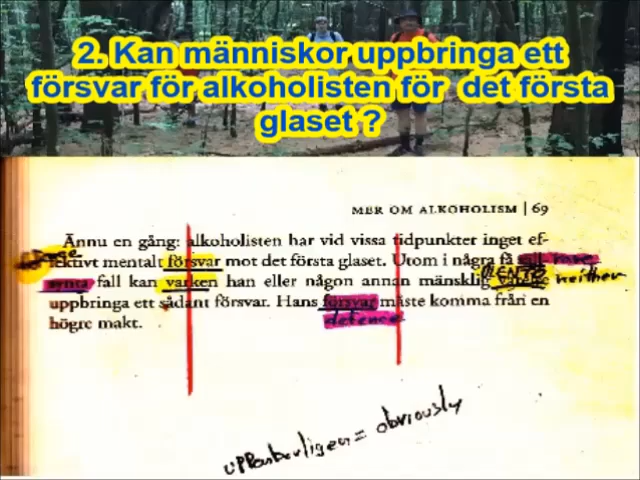 2. Kan människor uppbringa ett
försvar för alkoholisten för det första
glaset ?
MER OM ALKOHOLISM | 69
Ännu en gång: alkoholisten har vid vissa tidpunkter inget ef-
fektivt mentalt försvar mot det första glaset. Utom i några få säll rare
synta fall kan varken han eller någon annan mänsklig neither
uppbringa ett sådant försvar. Hans försvar måste komma från en
defence
högre makt.
uppenbarligen = obviously